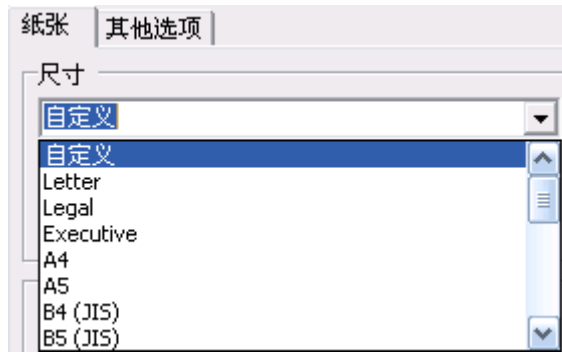 纸张 其他选项
尺寸
自定义
自定义
Letter
Legal
Executive
A4
A5
B4 (JIS)
B5 (JIS)